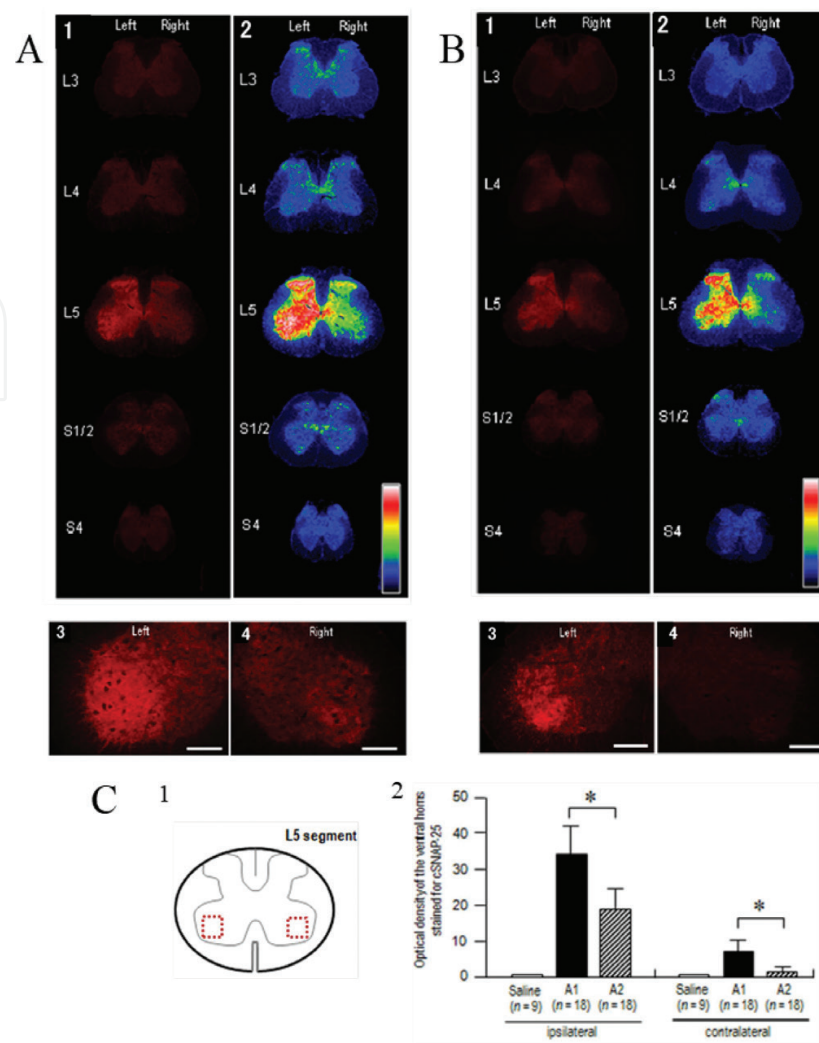 A
1 Left Right
2 Left Right
L3
L3
L4
L4
L5
L5
S1/2
S1/2
S4
S4
3 Left
4 Right
B
1 Left Right
2 Left Right
L3
L3
L4
L4
L5
L5
S1/2
S1/2
S4
S4
3 Left
4 Right
C
1
L5 segment
2
Optical density of the ventral horns
stained for cSNAP-25
50
40
30
20
10
0
* *
Saline A1 A2 Saline A1 A2
(n = 9) (n = 18) (n = 18) (n = 9) (n = 18) (n = 18)
ipsilateral contralateral